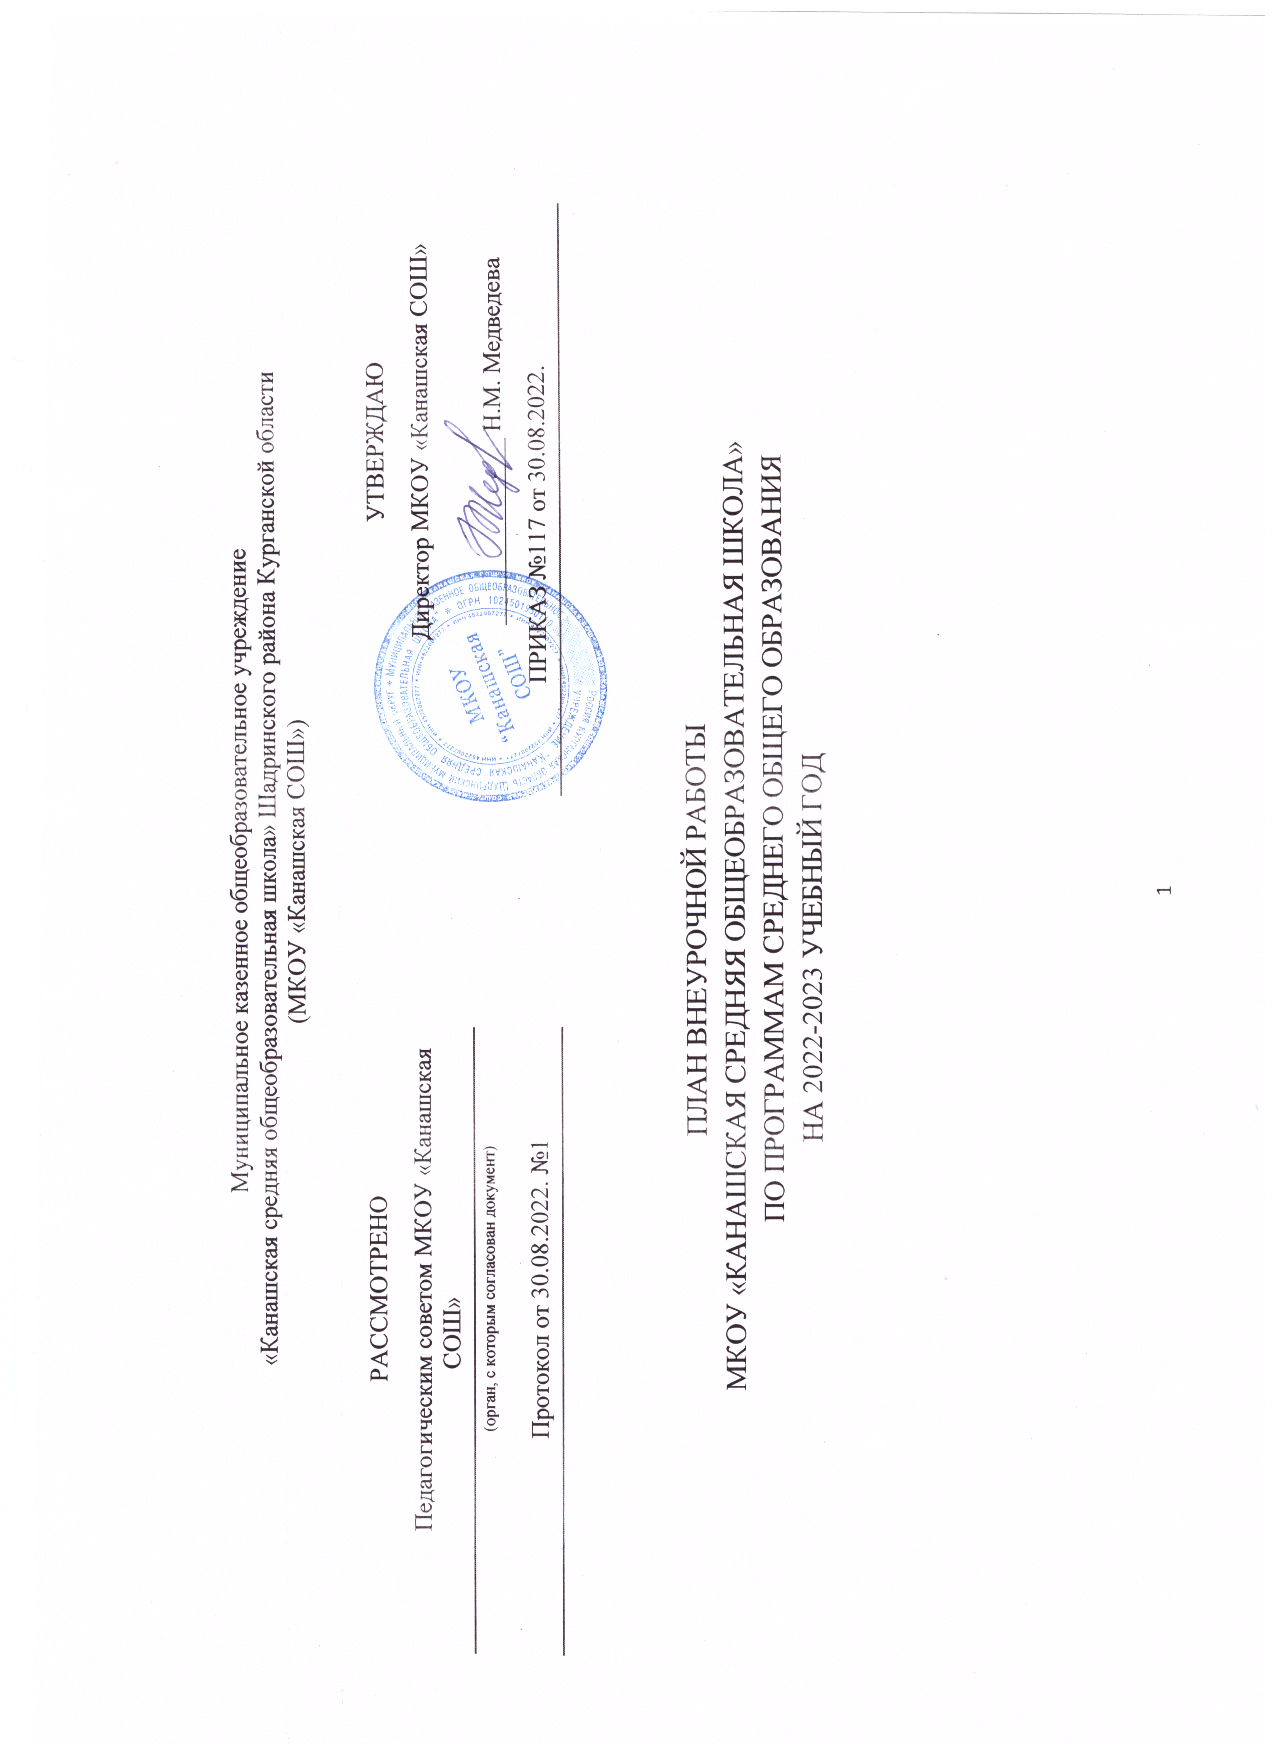 Муниципальное казенное общеобразовательное учреждение
«Канашская средняя общеобразовательная школа» Шадринского района Курганской области
(МКОУ «Канашская СОШ»)
РАССМОТРЕНО
Педагогическим советом МКОУ «Канашская
СОШ»
(орган, с которым согласован документ)
Протокол от 30.08.2022. №1
УТВЕРЖДАЮ
Директор МКОУ «Канашская СОШ»
Н.М. Медведева
ПРИКАЗ №117 от 30.08.2022.
МКОУ
"Канашская
СОШ"
ПЛАН ВНЕУРОЧНОЙ РАБОТЫ
МКОУ «КАНАШСКАЯ СРЕДНЯЯ ОБЩЕОБРАЗОВАТЕЛЬНАЯ ШКОЛА»
ПО ПРОГРАММАМ СРЕДНЕГО ОБЩЕГО ОБРАЗОВАНИЯ
НА 2022-2023 УЧЕБНЫЙ ГОД
1